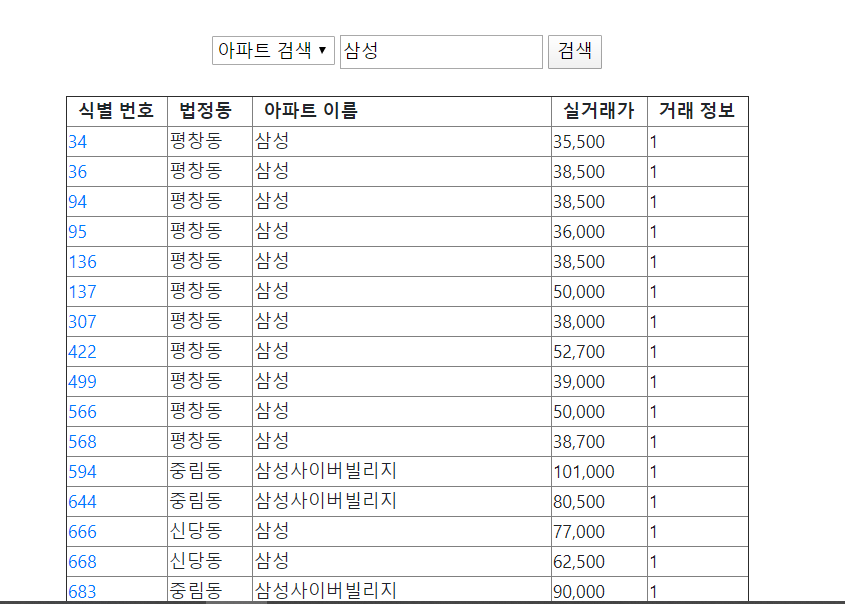 아파트 검색 ▼ 삼성 검색
식별 번호 법정동 아파트 이름 실거래가 거래 정보
34 평창동 삼성 35,500 1
36 평창동 삼성 38,500 1
94 평창동 삼성 38,500 1
95 평창동 삼성 36,000 1
136 평창동 삼성 38,500 1
137 평창동 삼성 50,000 1
307 평창동 삼성 38,000 1
422 평창동 삼성 52,700 1
499 평창동 삼성 39,000 1
566 평창동 삼성 50,000 1
568 평창동 삼성 38,700 1
594 중림동 삼성사이버빌리지 101,000 1
644 중림동 삼성사이버빌리지 80,500 1
666 신당동 삼성 77,000 1
668 신당동 삼성 62,500 1
683 중림동 삼성사이버빌리지 90,000 1